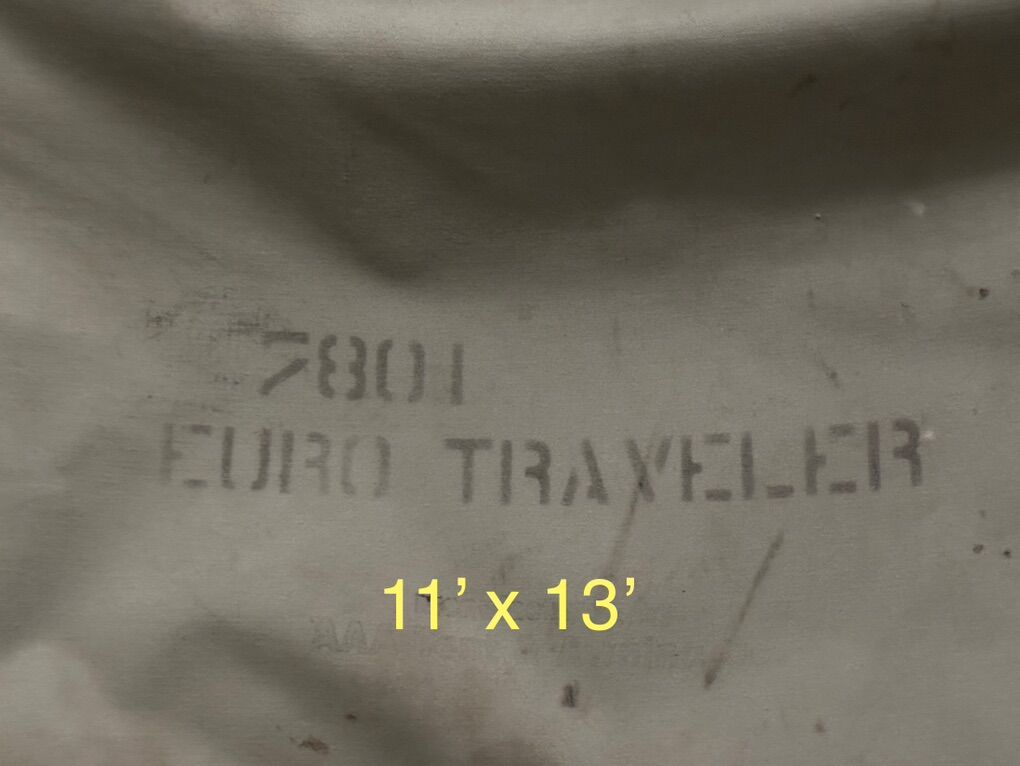 7801
EURO TRAVELER
11’ x 13’